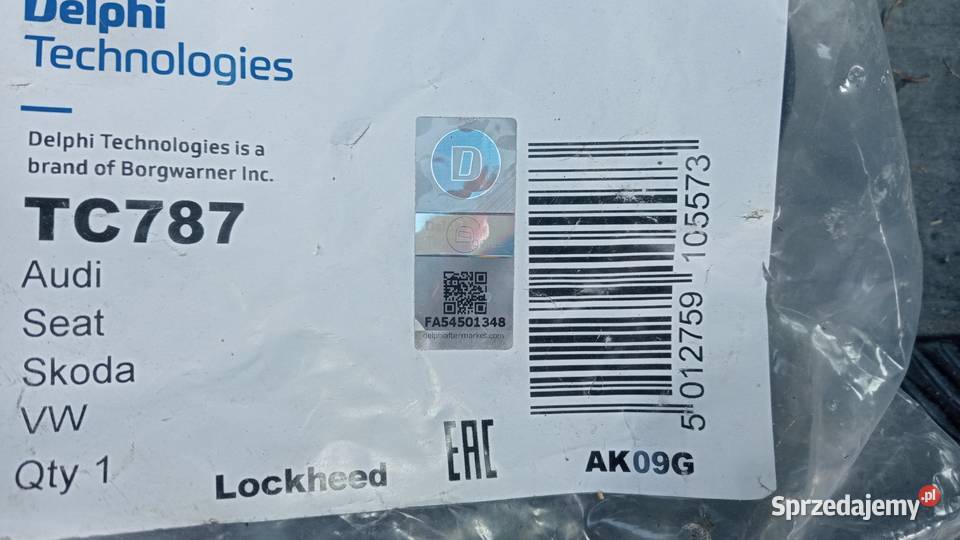 Delphi
Technologies
Delphi Technologies is a
brand of Borgwarner Inc.
TC787
Audi
Seat
Skoda
VW
Qty 1
Lockheed
EAC
AK09G
D
FA54501348
delphiaftermarket.com
5 012759 105573
Sprzedajemy.pl